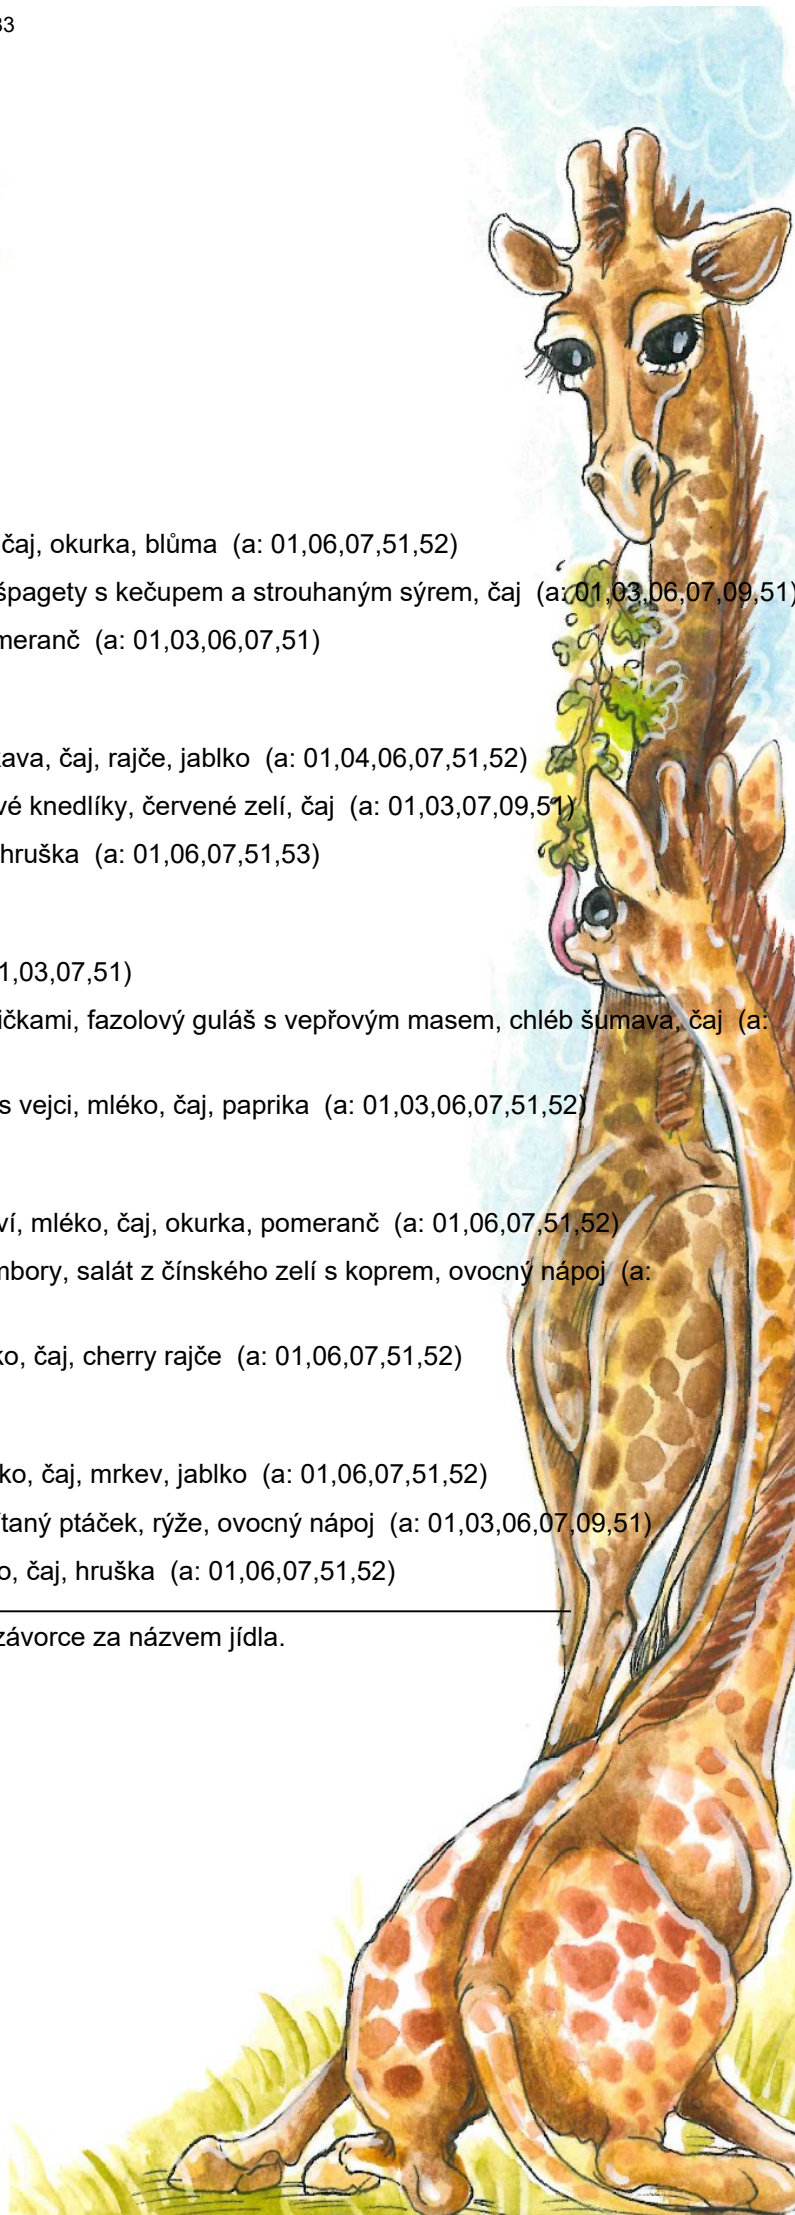 33
čaj, okurka, blůma (a: 01,06,07,51,52)
špagety s kečupem a strouhaným sýrem, čaj (a: 01,03,06,07,09,51)
meranč (a: 01,03,06,07,51)
kava, čaj, rajče, jablko (a: 01,04,06,07,51,52)
vé knedlíky, červené zelí, čaj (a: 01,03,07,09,51)
hruška (a: 01,06,07,51,53)
1,03,07,51)
ičkami, fazolový guláš s vepřovým masem, chléb šumava, čaj (a:
s vejci, mléko, čaj, paprika (a: 01,03,06,07,51,52)
ví, mléko, čaj, okurka, pomeranč (a: 01,06,07,51,52)
mbory, salát z čínského zelí s koprem, ovocný nápoj (a:
ko, čaj, cherry rajče (a: 01,06,07,51,52)
ko, čaj, mrkev, jablko (a: 01,06,07,51,52)
ítaný ptáček, rýže, ovocný nápoj (a: 01,03,06,07,09,51)
o, čaj, hruška (a: 01,06,07,51,52)
závorce za názvem jídla.